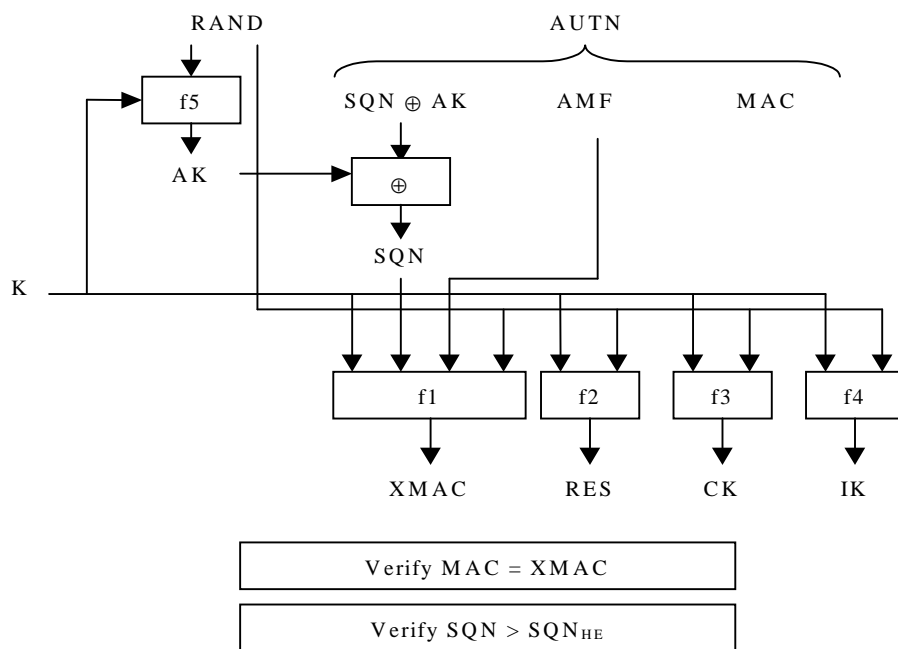 RAND AUTN
f5 SQN ⊕ AK AMF MAC
AK ⊕
SQN
K
f1 f2 f3 f4
XMAC RES CK IK
Verify MAC = XMAC
Verify SQN > SQN_HE